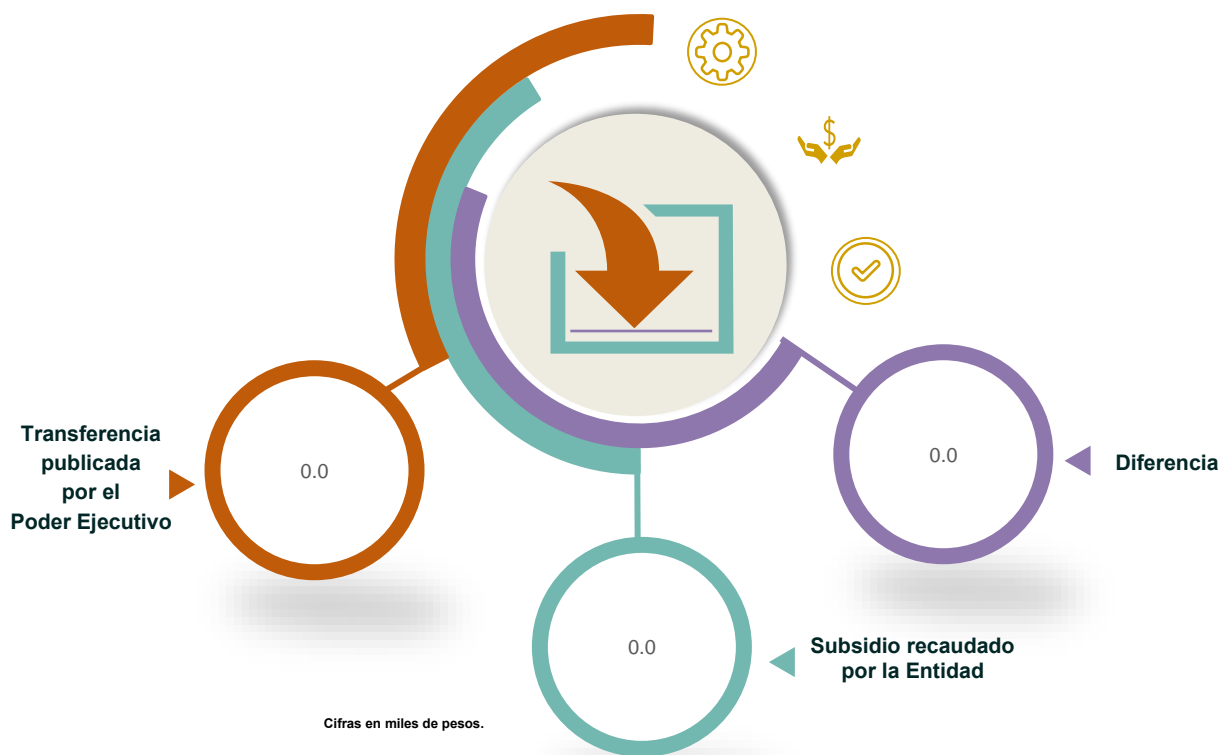 $
Transferencia
publicada
por el
Poder Ejecutivo
0.0
0.0
Diferencia
0.0
Subsidio recaudado
por la Entidad
Cifras en miles de pesos.